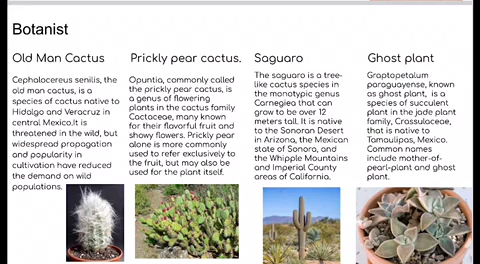 Botanist
Old Man Cactus
Cephalocereus senilis, the
old man cactus, is a
species of cactus native to
Hidalgo and Veracruz in
central Mexico.It is
threatened in the wild, but
widespread propagation
and popularity in
cultivation have reduced
the demand on wild
populations.
Prickly pear cactus.
Opuntia, commonly called
the prickly pear cactus, is
a genus of flowering
plants in the cactus family
Cactaceae, many known
for their flavorful fruit and
showy flowers. Prickly pear
alone is more commonly
used to refer exclusively to
the fruit, but may also be
used for the plant itself.
Saguaro
The saguaro is a tree-
like cactus species in
the monotypic genus
Carnegiea that can
grow to be over 12
meters tall. It is native
to the Sonoran Desert
in Arizona, the Mexican
state of Sonora, and
the Whipple Mountains
and Imperial County
areas of California.
Ghost plant
Graptopetalum
paraguayense, known
as ghost plant, is a
species of succulent
plant in the jade plant
family, Crassulaceae,
that is native to
Tamaulipas, Mexico.
Common names
include mother-of-
pearl-plant and ghost
plant.